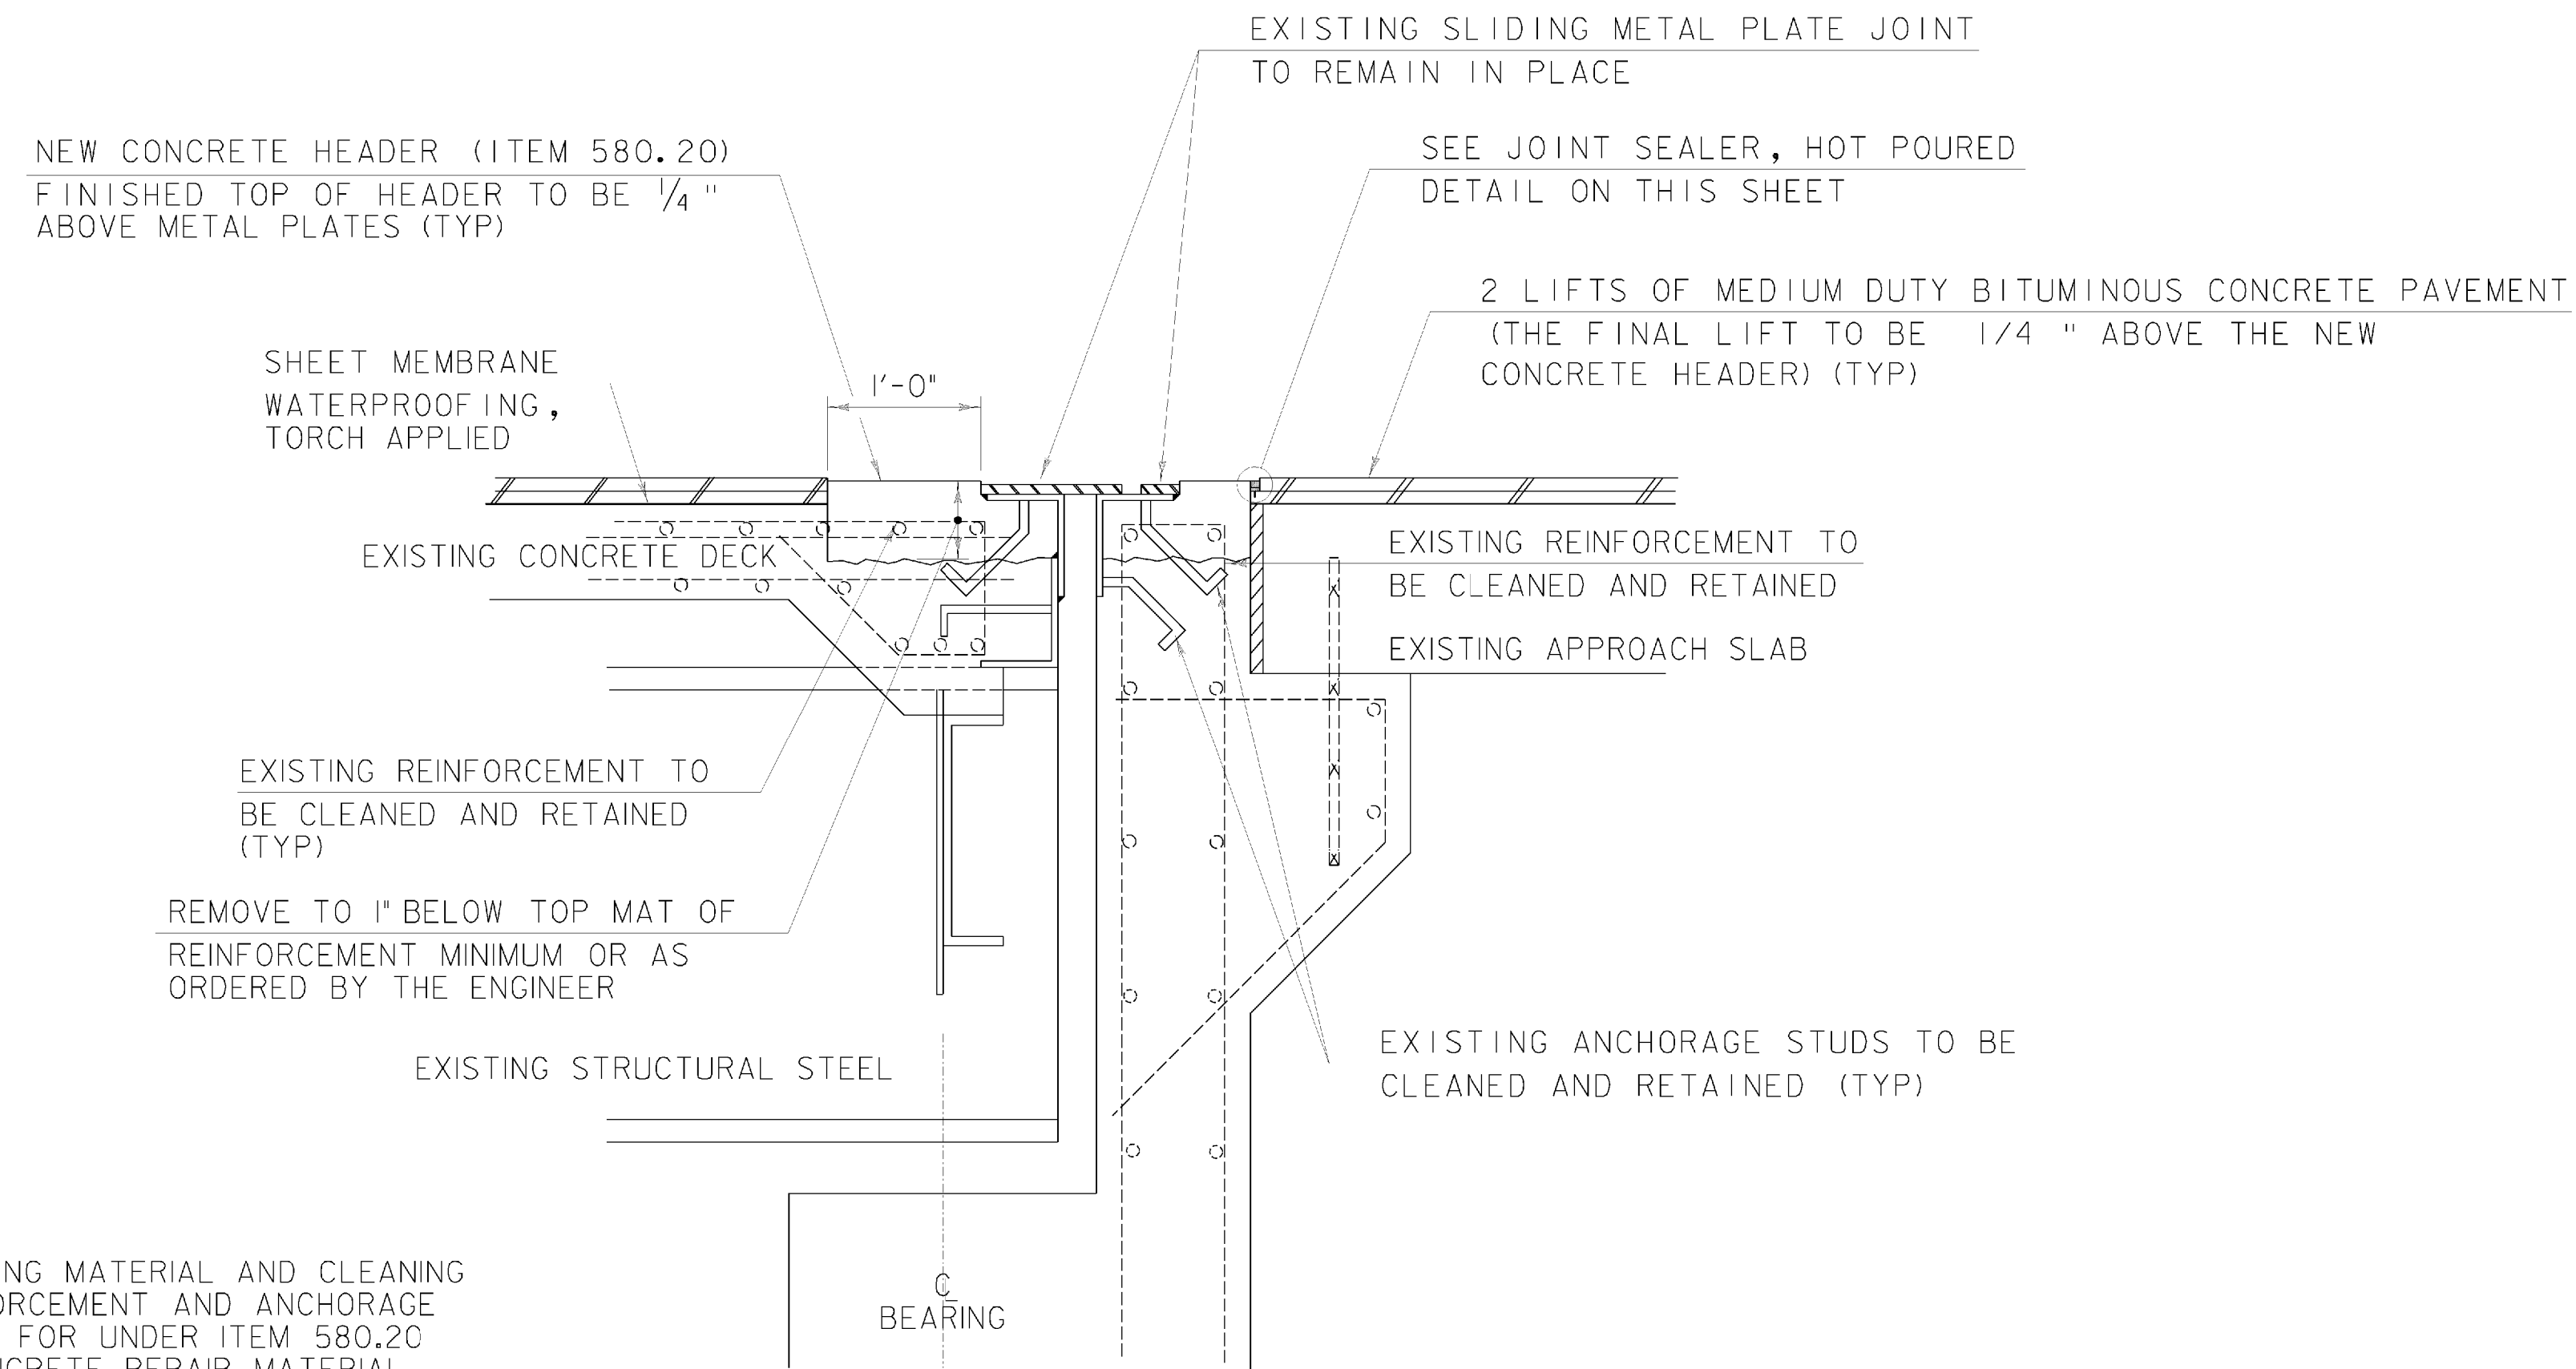 EXISTING SLIDING METAL PLATE JOINT
TO REMAIN IN PLACE
NEW CONCRETE HEADER (ITEM 580.20)
FINISHED TOP OF HEADER TO BE 1/4 "
ABOVE METAL PLATES (TYP)
SEE JOINT SEALER, HOT POURED
DETAIL ON THIS SHEET
2 LIFTS OF MEDIUM DUTY BITUMINOUS CONCRETE PAVEMENT
(THE FINAL LIFT TO BE 1/4 " ABOVE THE NEW
CONCRETE HEADER) (TYP)
SHEET MEMBRANE
WATERPROOFING,
TORCH APPLIED
1'-0"
EXISTING CONCRETE DECK
EXISTING REINFORCEMENT TO
BE CLEANED AND RETAINED
EXISTING APPROACH SLAB
EXISTING REINFORCEMENT TO
BE CLEANED AND RETAINED
(TYP)
REMOVE TO 1" BELOW TOP MAT OF
REINFORCEMENT MINIMUM OR AS
ORDERED BY THE ENGINEER
EXISTING STRUCTURAL STEEL
EXISTING ANCHORAGE STUDS TO BE
CLEANED AND RETAINED (TYP)
℄
BEARING
NG MATERIAL AND CLEANING
ORCEMENT AND ANCHORAGE
FOR UNDER ITEM 580.20
NCRETE REPAIR MATERIAL